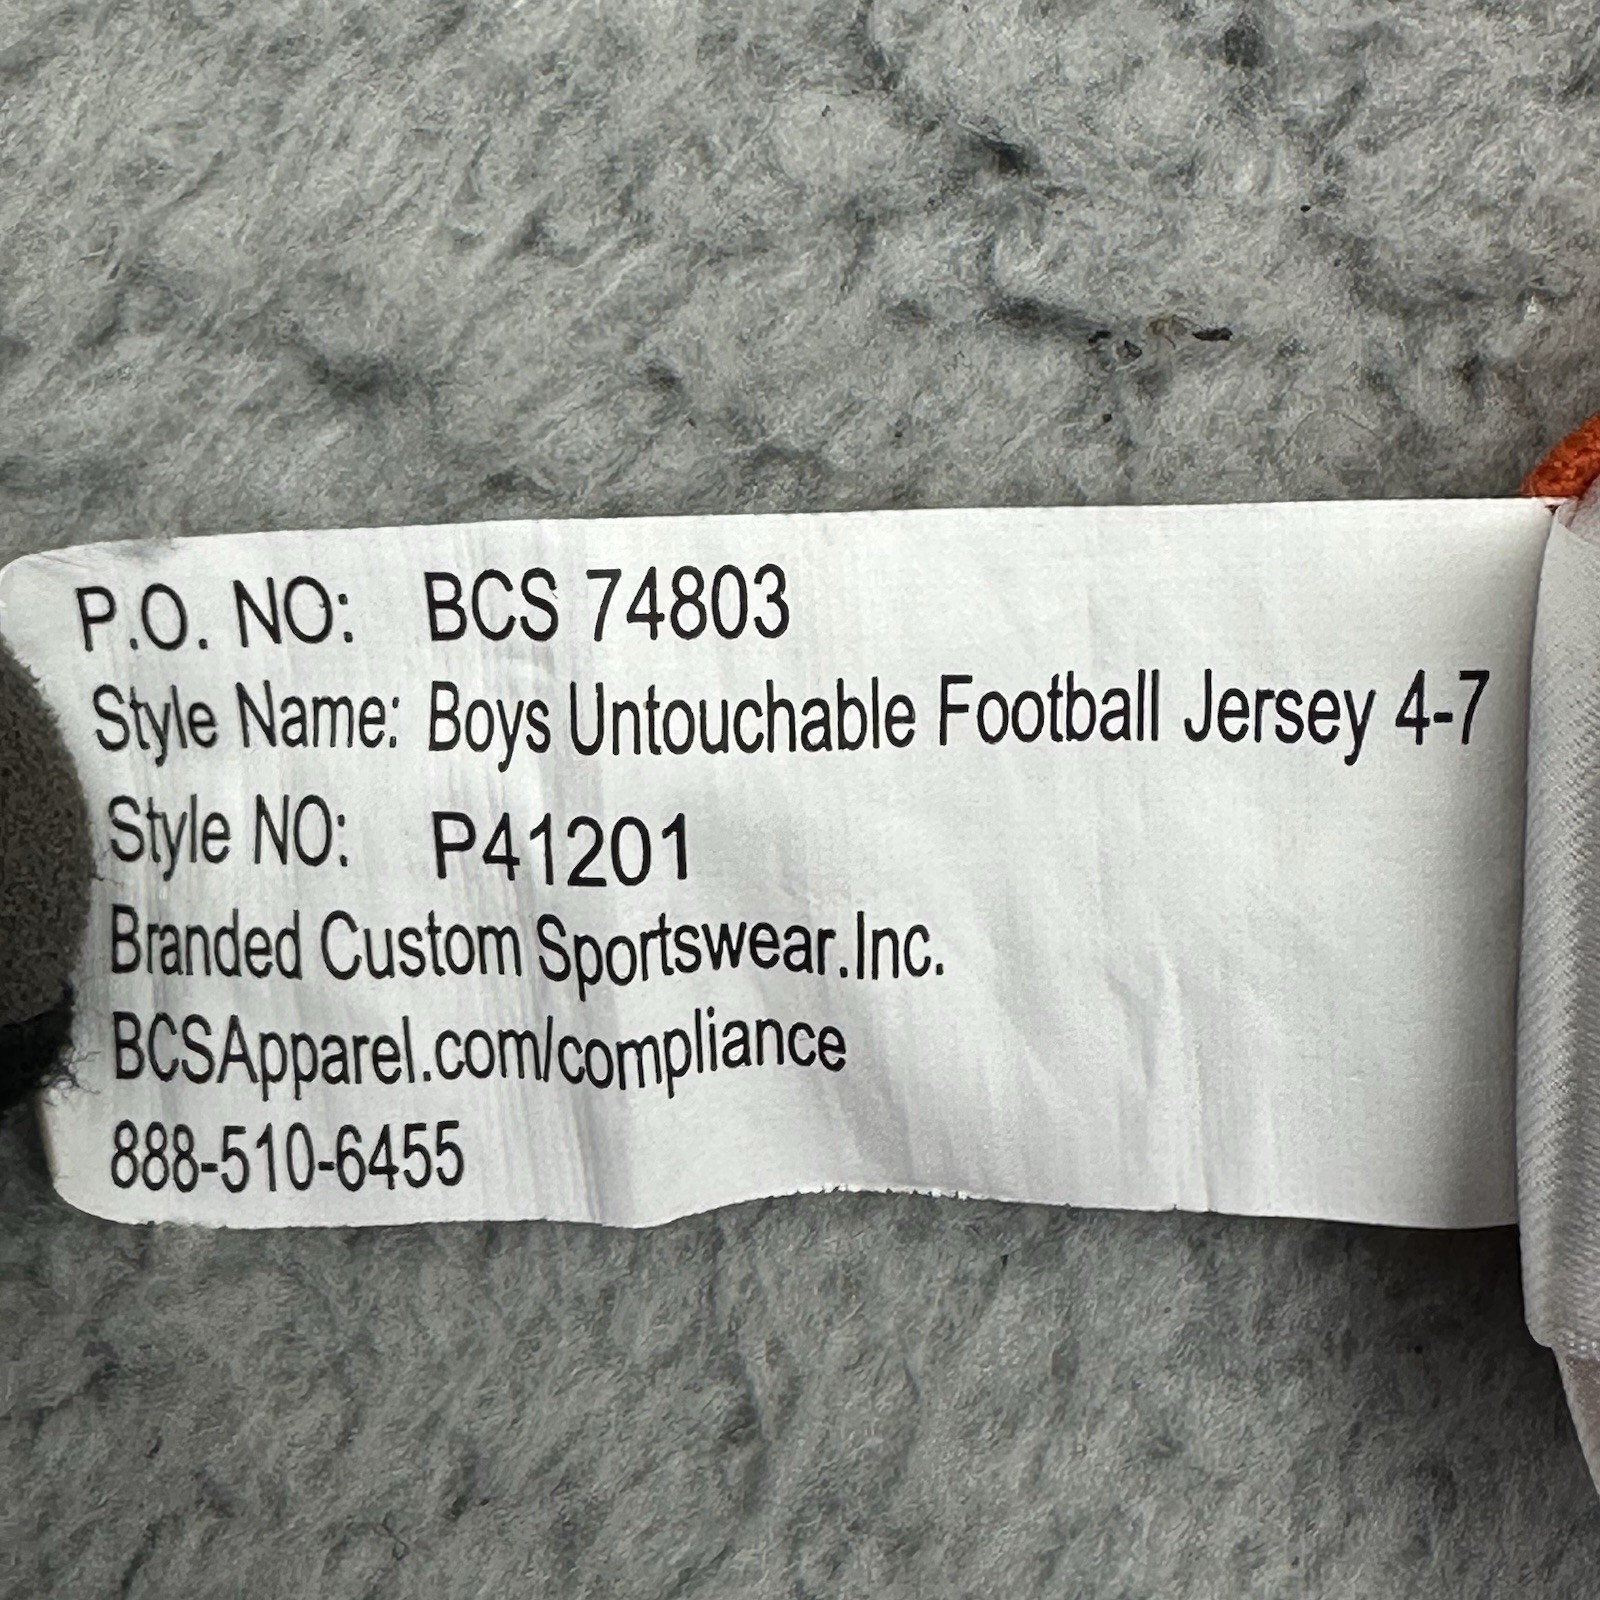 P.O. NO: BCS 74803
Style Name: Boys Untouchable Football Jersey 4-7
Style NO: P41201
Branded Custom Sportswear.Inc.
BCSApparel.com/compliance
888-510-6455